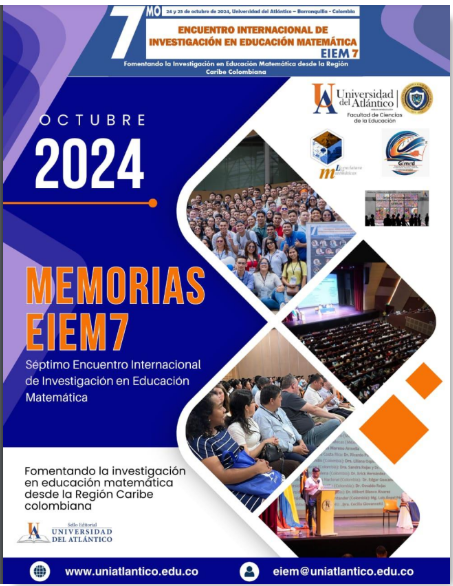 7MO
24 y 25 de octubre de 2024, Universidad del Atlántico – Barranquilla - Colombia
ENCUENTRO INTERNACIONAL DE
INVESTIGACIÓN EN EDUCACIÓN MATEMÁTICA
EIEM 7
Fomentando la Investigación en Educación Matemática desde la Región
Caribe Colombiana
Universidad
del Atlántico
Facultad de Ciencias
de la Educación
OCTUBRE
2024
MEMORIAS
EIEM7
Séptimo Encuentro Internacional
de Investigación en Educación
Matemática
Fomentando la investigación
en educación matemática
desde la Región Caribe
colombiana
Sello Editorial
UNIVERSIDAD
DEL ATLÁNTICO
www.uniatlantico.edu.co
eiem@uniatlantico.edu.co